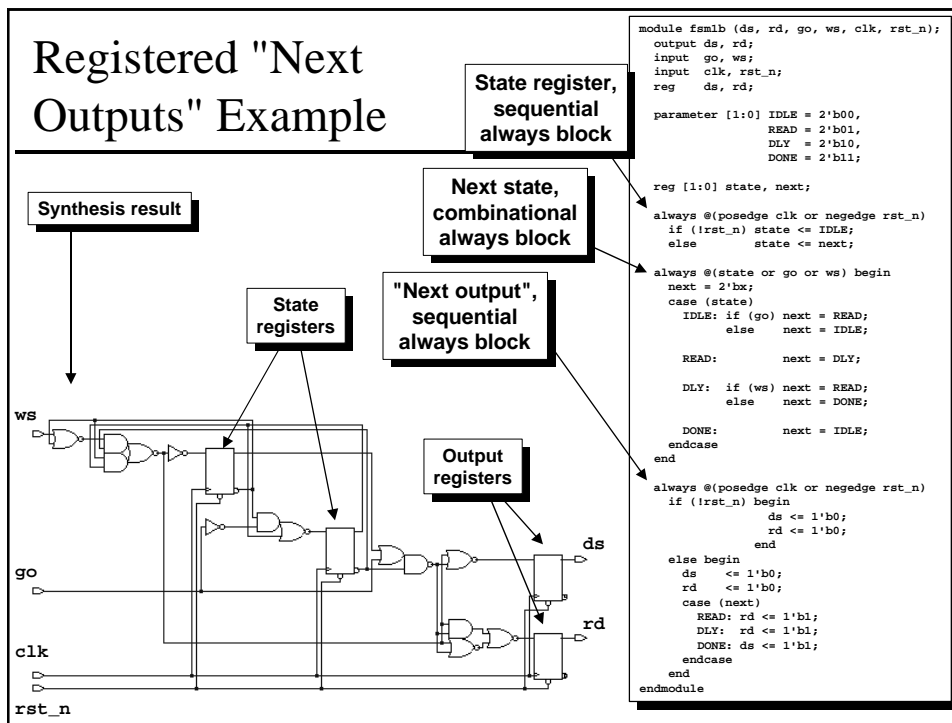 Registered "Next
Outputs" Example
Synthesis result
State register,
sequential
always block
Next state,
combinational
always block
"Next output",
sequential
always block
State
registers
Output
registers
ws
go
clk
rst_n
ds
rd
module fsm1b (ds, rd, go, ws, clk, rst_n);
output ds, rd;
input go, ws;
input clk, rst_n;
reg ds, rd;
parameter [1:0] IDLE = 2'b00,
READ = 2'b01,
DLY = 2'b10,
DONE = 2'b11;
reg [1:0] state, next;
always @(posedge clk or negedge rst_n)
if (!rst_n) state <= IDLE;
else state <= next;
always @(state or go or ws) begin
next = 2'bx;
case (state)
IDLE: if (go) next = READ;
else next = IDLE;
READ: next = DLY;
DLY: if (ws) next = READ;
else next = DONE;
DONE: next = IDLE;
endcase
end
always @(posedge clk or negedge rst_n)
if (!rst_n) begin
ds <= 1'b0;
rd <= 1'b0;
end
else begin
ds <= 1'b0;
rd <= 1'b0;
case (next)
READ: rd <= 1'b1;
DLY: rd <= 1'b1;
DONE: ds <= 1'b1;
endcase
end
endmodule